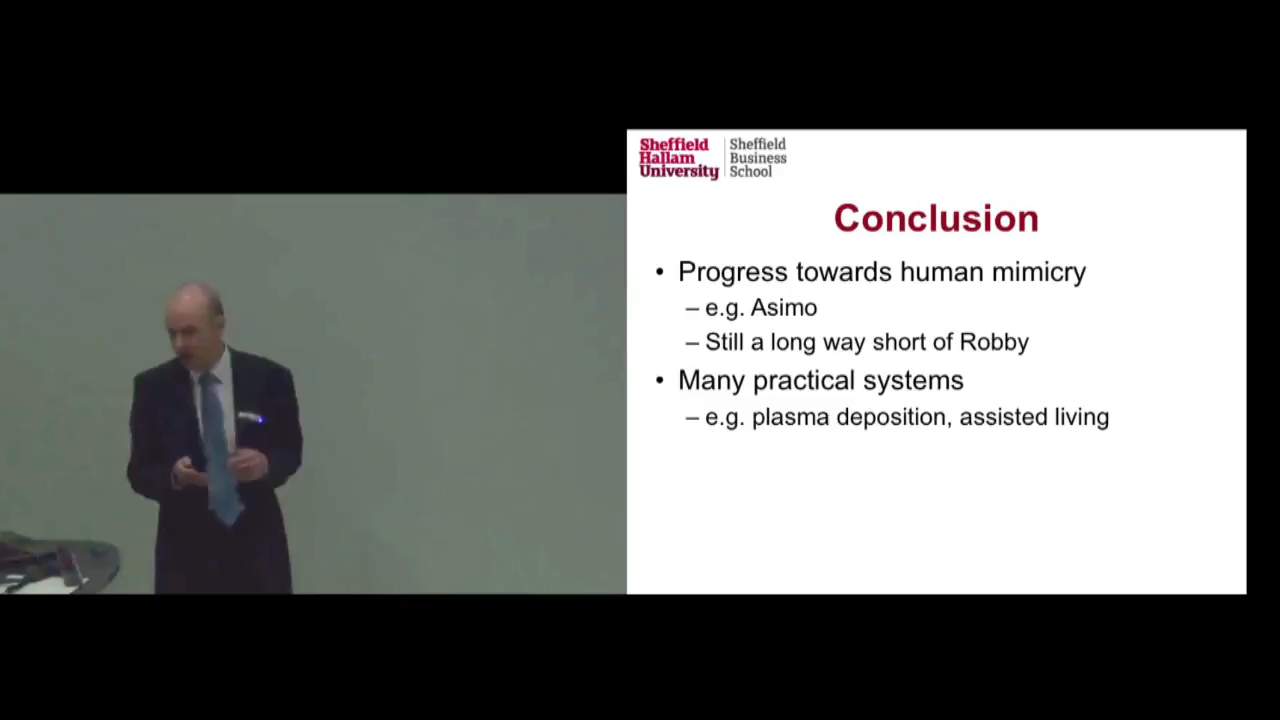 Sheffield
Hallam
University
Sheffield
Business
School
Conclusion
• Progress towards human mimicry
– e.g. Asimo
– Still a long way short of Robby
• Many practical systems
– e.g. plasma deposition, assisted living